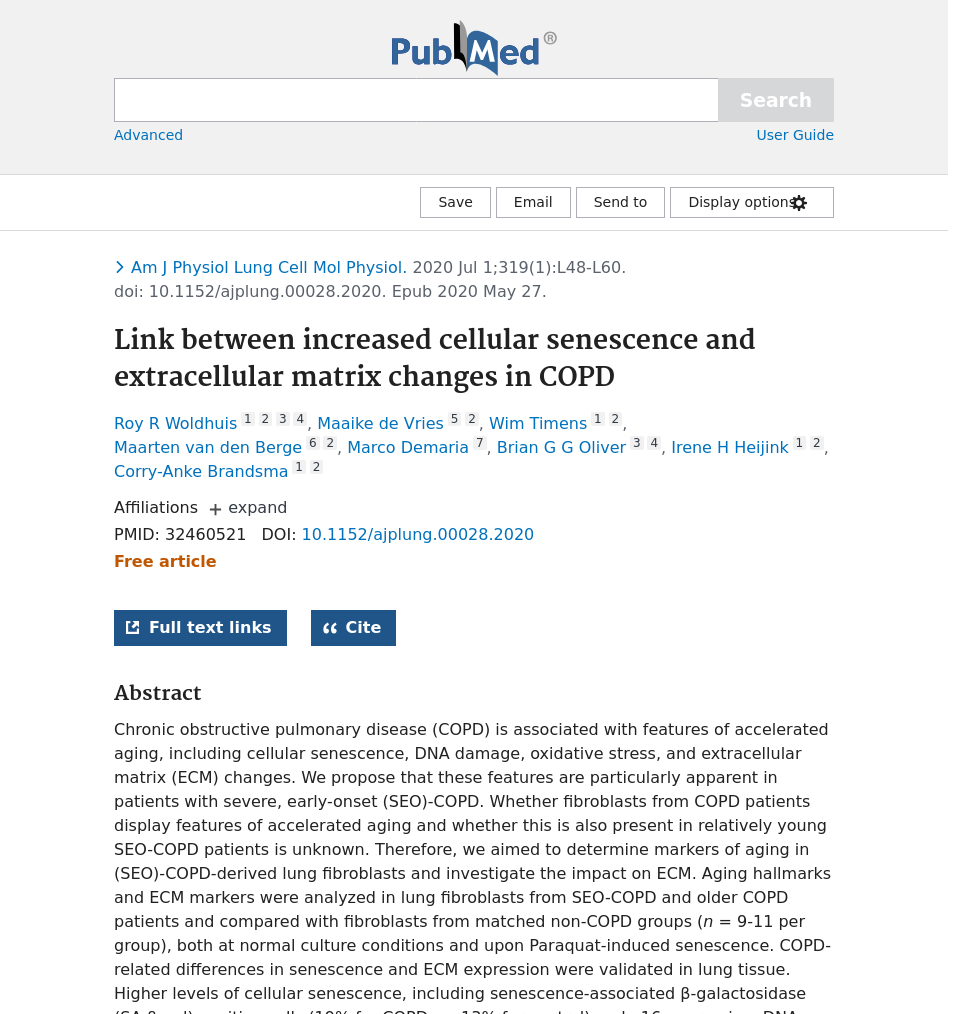 PubMed®
Search
Advanced
User Guide
Save
Email
Send to
Display options
Am J Physiol Lung Cell Mol Physiol. 2020 Jul 1;319(1):L48-L60.
doi: 10.1152/ajplung.00028.2020. Epub 2020 May 27.
Link between increased cellular senescence and
extracellular matrix changes in COPD
Roy R Woldhuis 1 2 3 4, Maaike de Vries 5 2, Wim Timens 1 2,
Maarten van den Berge 6 2, Marco Demaria 7, Brian G G Oliver 3 4, Irene H Heijink 1 2,
Corry-Anke Brandsma 1 2
Affiliations + expand
PMID: 32460521 DOI: 10.1152/ajplung.00028.2020
Free article
Full text links
Cite
Abstract
Chronic obstructive pulmonary disease (COPD) is associated with features of accelerated
aging, including cellular senescence, DNA damage, oxidative stress, and extracellular
matrix (ECM) changes. We propose that these features are particularly apparent in
patients with severe, early-onset (SEO)-COPD. Whether fibroblasts from COPD patients
display features of accelerated aging and whether this is also present in relatively young
SEO-COPD patients is unknown. Therefore, we aimed to determine markers of aging in
(SEO)-COPD-derived lung fibroblasts and investigate the impact on ECM. Aging hallmarks
and ECM markers were analyzed in lung fibroblasts from SEO-COPD and older COPD
patients and compared with fibroblasts from matched non-COPD groups (n = 9-11 per
group), both at normal culture conditions and upon Paraquat-induced senescence. COPD-
related differences in senescence and ECM expression were validated in lung tissue.
Higher levels of cellular senescence, including senescence-associated β-galactosidase